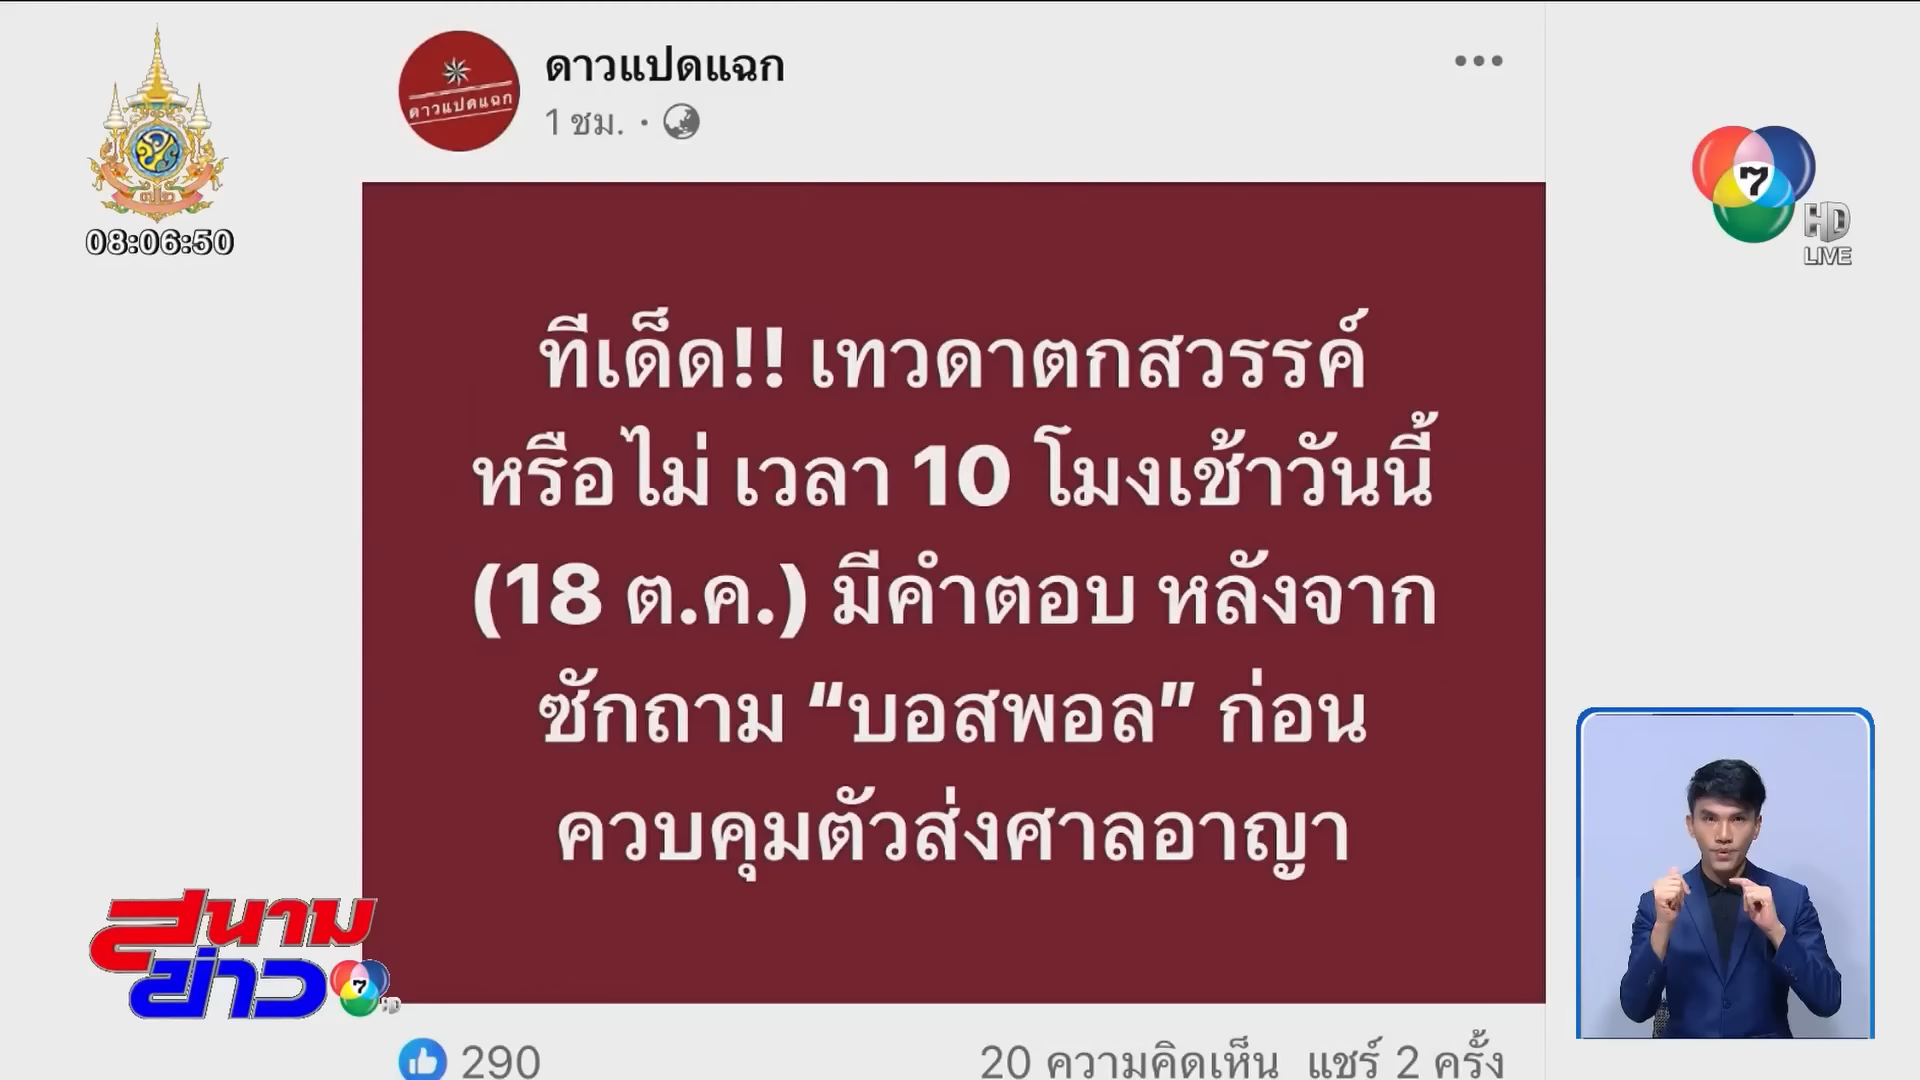 ดาวแปดแฉก
ดาวแปดแฉก
1 ชม. ·
08:06:50
7
HD
LIVE
ทีเด็ด!! เทวดาตกสวรรค์
หรือไม่ เวลา 10 โมงเช้าวันนี้
(18 ต.ค.) มีคำตอบ หลังจาก
ซักถาม “บอสพอล” ก่อน
ควบคุมตัวส่งศาลอาญา
สนาม
ข่าว 7 HD
290
20 ความคิดเห็น แชร์ 2 ครั้ง